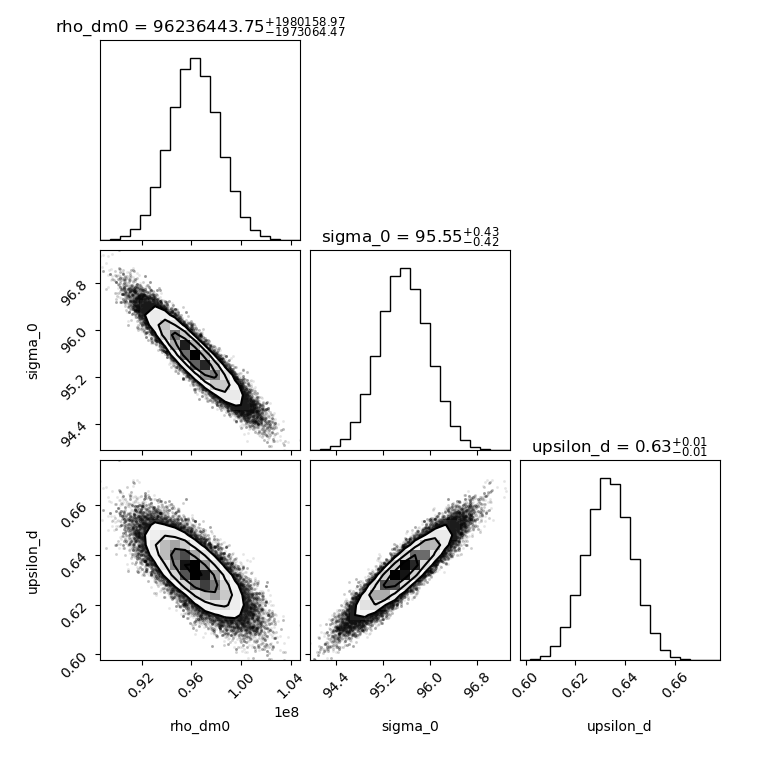 rho_dm0 = 96236443.75+1980158.97−1973064.47
sigma_0 = 95.55+0.43−0.42
sigma_0
96.8
96.0
95.2
94.4
upsilon_d = 0.63+0.01−0.01
upsilon_d
0.66
0.64
0.62
0.60
0.92 0.96 1.00 1.04
1e8
rho_dm0
94.4 95.2 96.0 96.8
sigma_0
0.60 0.62 0.64 0.66
upsilon_d